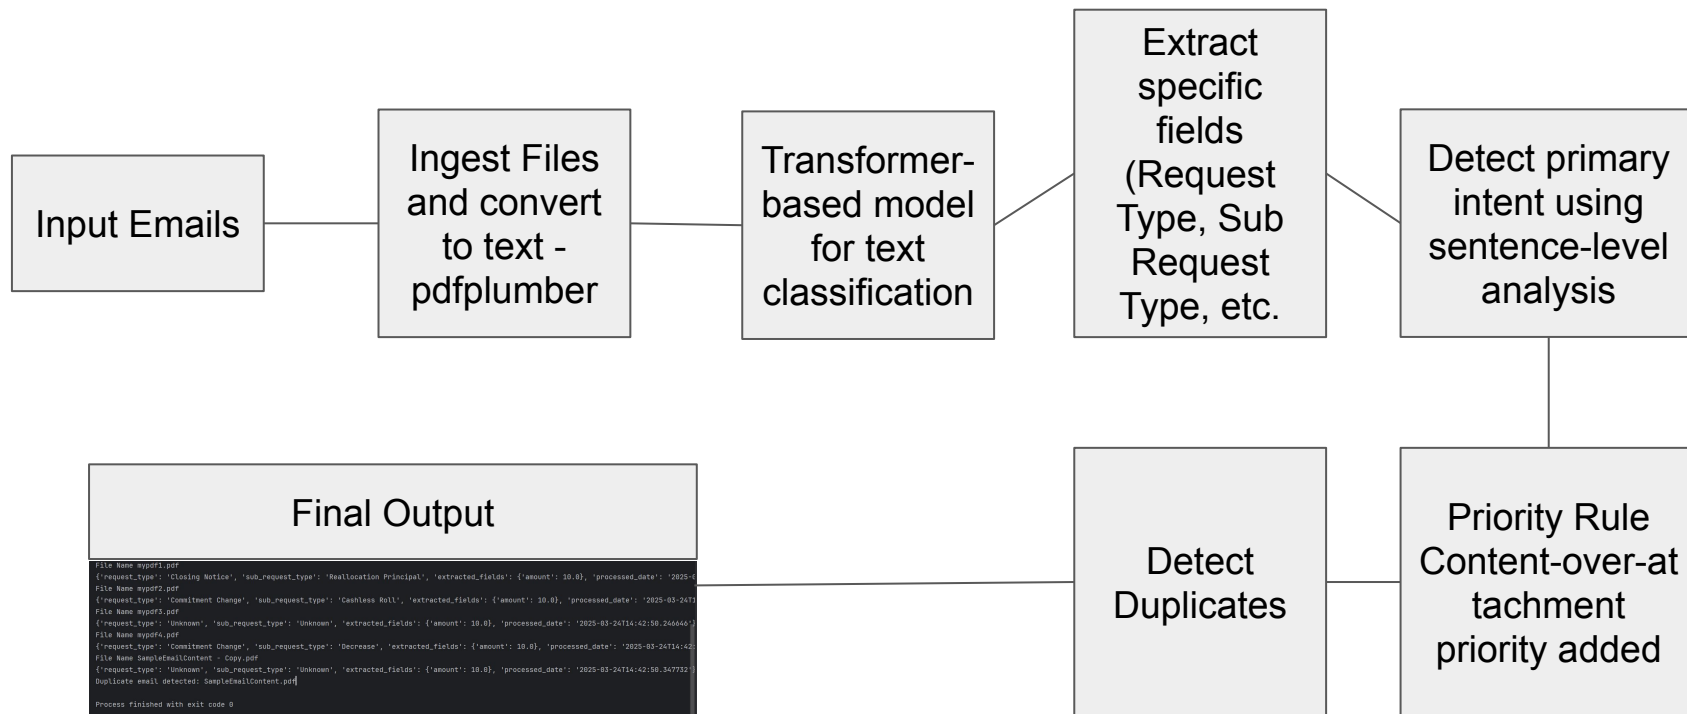 Input Emails
Ingest Files
and convert
to text -
pdfplumber
Transformer-
based model
for text
classification
Extract
specific
fields
(Request
Type, Sub
Request
Type, etc.
Detect primary
intent using
sentence-level
analysis
Priority Rule
Content-over-at
tachment
priority added
Detect
Duplicates
Final Output
File Name mypdf1.pdf
{'request_type': 'Closing Notice', 'sub_request_type': 'Reallocation Principal', 'extracted_fields': {'amount': 10.0}, 'processed_date': '2025-
File Name mypdf2.pdf
{'request_type': 'Commitment Change', 'sub_request_type': 'Cashless Roll', 'extracted_fields': {'amount': 10.0}, 'processed_date': '2025-03-24T1
File Name mypdf3.pdf
{'request_type': 'Unknown', 'sub_request_type': 'Unknown', 'extracted_fields': {'amount': 10.0}, 'processed_date': '2025-03-24T14:42:50.246646'}
File Name mypdf4.pdf
{'request_type': 'Commitment Change', 'sub_request_type': 'Decrease', 'extracted_fields': {'amount': 10.0}, 'processed_date': '2025-03-24T14:42:
File Name SampleEmailContent - Copy.pdf
{'request_type': 'Unknown', 'sub_request_type': 'Unknown', 'extracted_fields': {'amount': 10.0}, 'processed_date': '2025-03-24T14:42:50.347732'}
Duplicate email detected: SampleEmailContent.pdf
Process finished with exit code 0